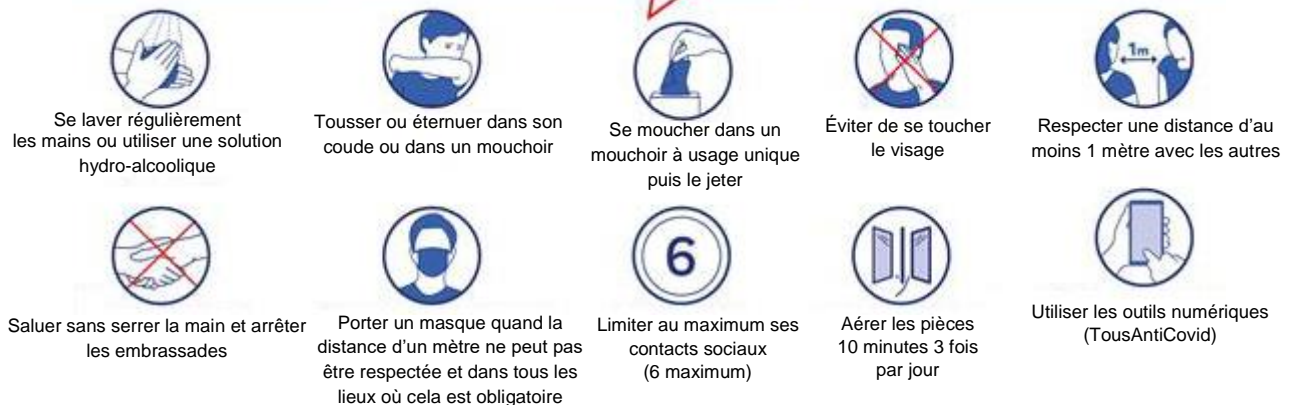 Se laver régulièrement
les mains ou utiliser une solution
hydro-alcoolique
Tousser ou éternuer dans son
coude ou dans un mouchoir
Se moucher dans un
mouchoir à usage unique
puis le jeter
Éviter de se toucher
le visage
1m
Respecter une distance d'au
moins 1 mètre avec les autres
Saluer sans serrer la main et arrêter
les embrassades
Porter un masque quand la
distance d'un mètre ne peut pas
être respectée et dans tous les
lieux où cela est obligatoire
6
Limiter au maximum ses
contacts sociaux
(6 maximum)
Aérer les pièces
10 minutes 3 fois
par jour
Utiliser les outils numériques
(TousAntiCovid)